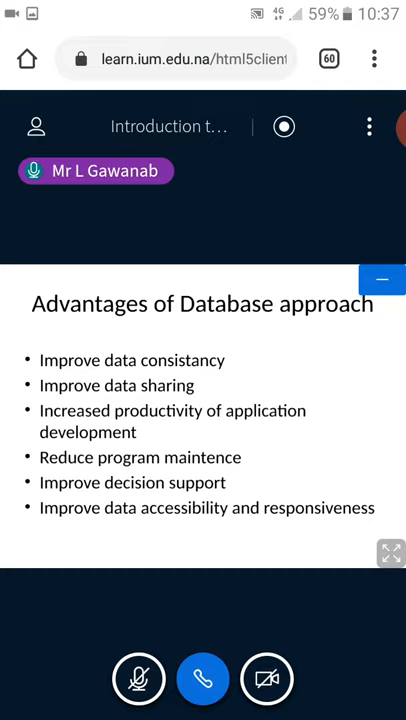 4G 59% 10:37
learn.ium.edu.na/html5client
60
Introduction t...
Mr L Gawanab
Advantages of Database approach
• Improve data consistancy
• Improve data sharing
• Increased productivity of application
development
• Reduce program maintence
• Improve decision support
• Improve data accessibility and responsiveness